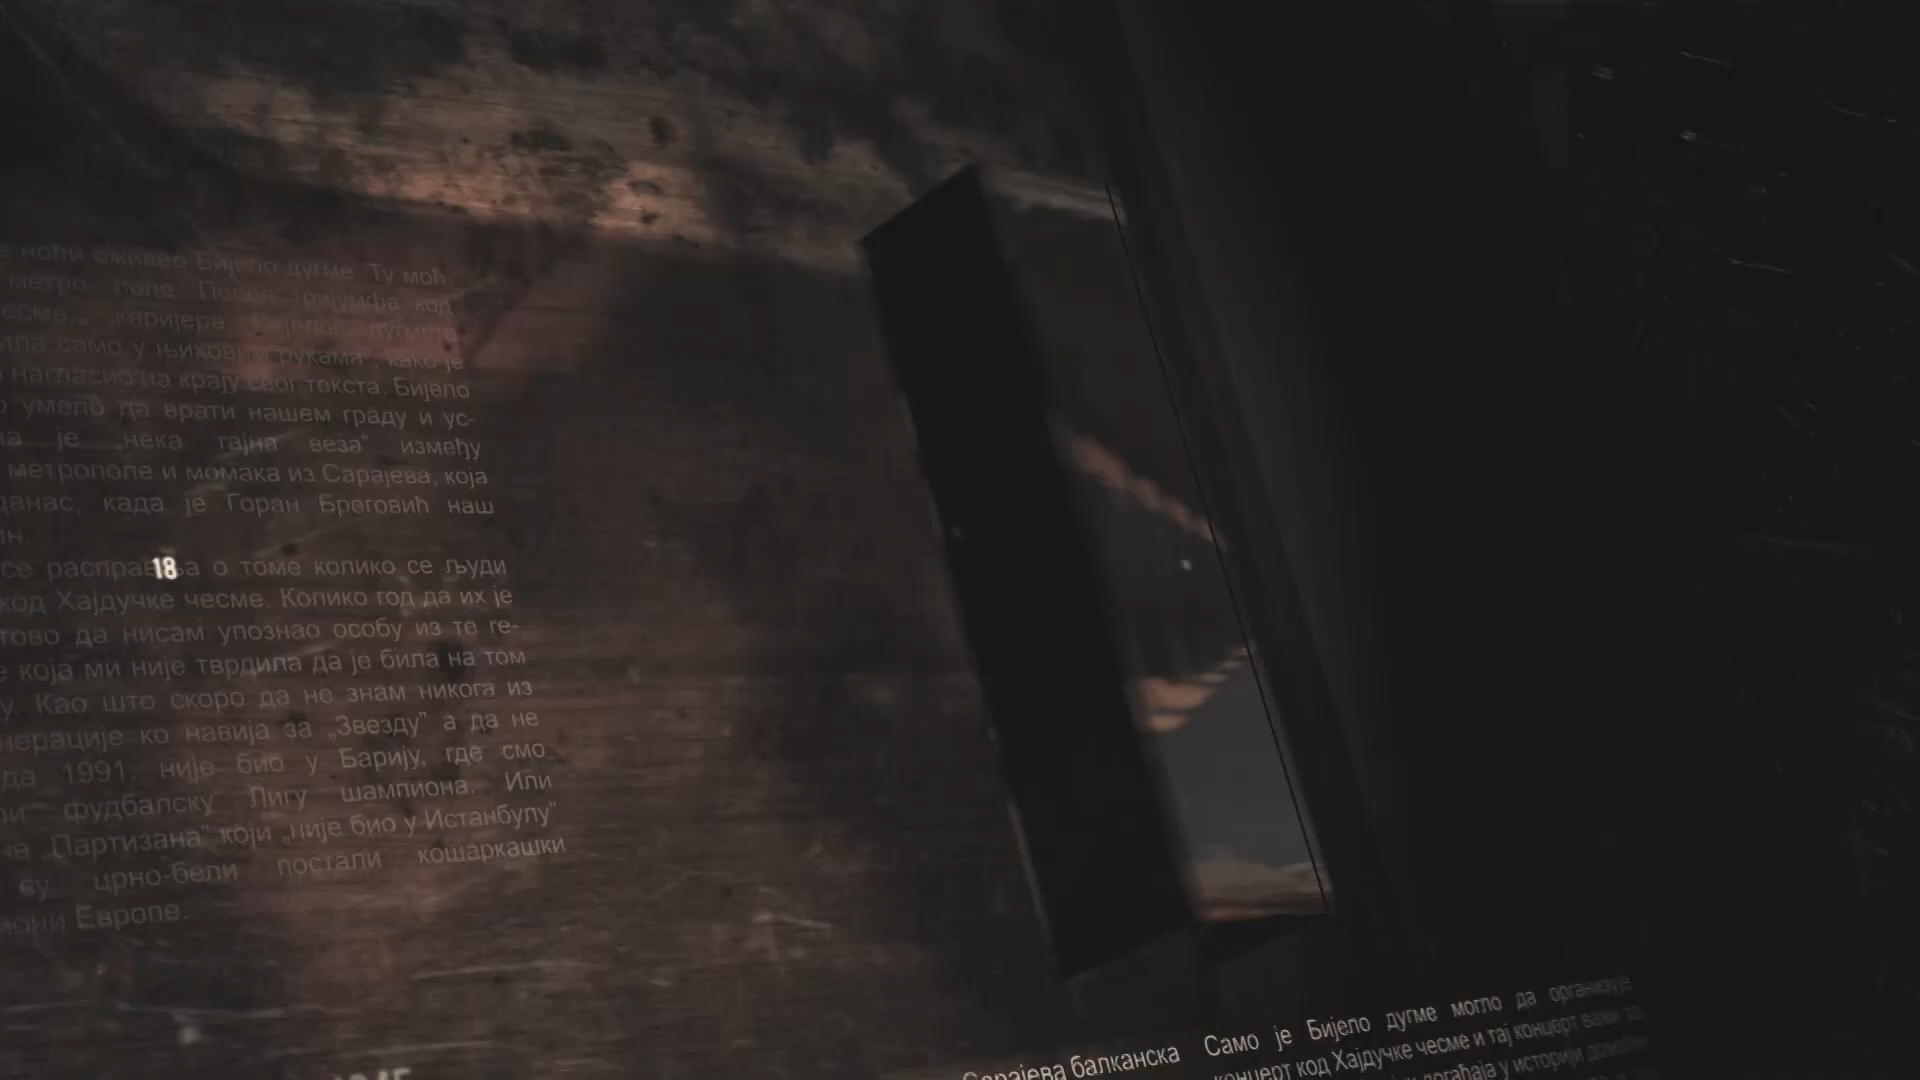 ноћи оживео Бијело дугме. Ту моћ
метро- поле. После тријумфа код
каријера Бијелог дугмета
само у њиховим рукама", како је
нагласио на крају свог текста. Бијело
умело да врати нашем граду и ус-
је „нека тајна веза” између
метрополе и момака из Сарајева, која
данас, када је Горан Бреговић наш
се расправља о томе колико се људи
18
код Хајдучке чесме. Колико год да их је
да нисам упознао особу из те ге-
која ми није тврдила да је била на том
Као што скоро да не знам никога из
ко навија за „Звезду” а да не
да 1991. није био у Барију, где смо
фудбалску Лигу шампиона. Или
„Партизана” који „није био у Истанбулу”
су црно-бели постали кошаркашки
Европе.
Сарајева балканска
Само је Бијело дугме могло да организује
концерт код Хајдучке чесме и тај концерт важи за
догађаја у историји